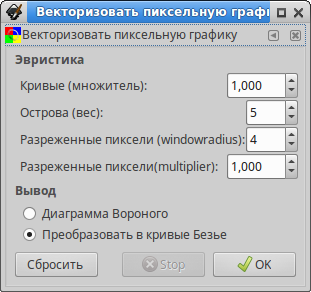 Векторизовать пиксельную графи
Векторизовать пиксельную графику
Эвристика
Кривые (множитель): 1,000
Острова (вес): 5
Разреженные пиксели (windowradius): 4
Разреженные пиксели(multiplier): 1,000
Вывод
Диаграмма Вороного
Преобразовать в кривые Безье
Сбросить Stop OK